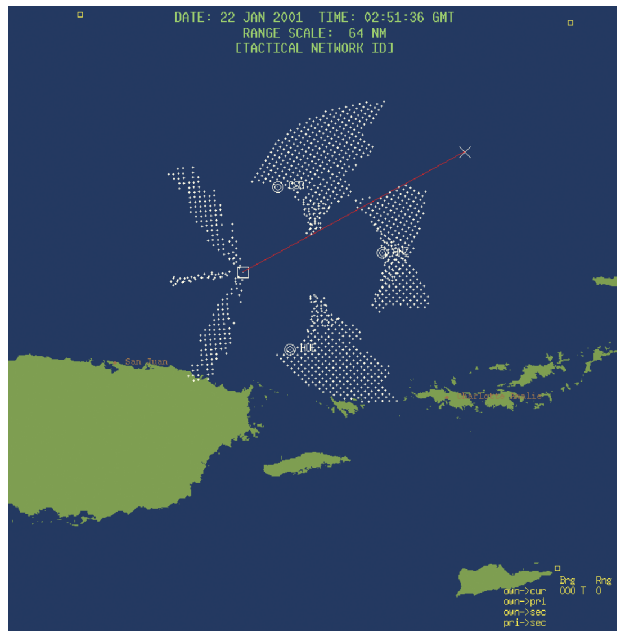 DATE: 22 JAN 2001 TIME: 02:51:36 GMT
RANGE SCALE: 64 NM
[TACTICAL NETWORK ID]
San Juan
Brg Rng
own->cur 000 T 0
own->pri
own->sec
pri->sec